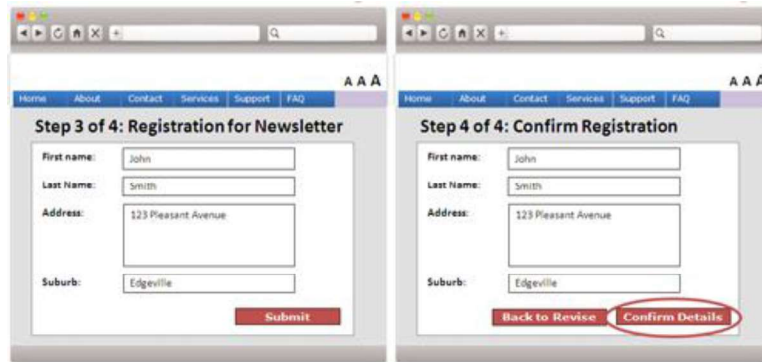 A A A
Home About Contact Services Support FAQ
Step 3 of 4: Registration for Newsletter
First name: John
Last Name: Smith
Address: 123 Pleasant Avenue
Suburb: Edgeville
Submit
A A A
Home About Contact Services Support FAQ
Step 4 of 4: Confirm Registration
First name: John
Last Name: Smith
Address: 123 Pleasant Avenue
Suburb: Edgeville
Back to Revise Confirm Details